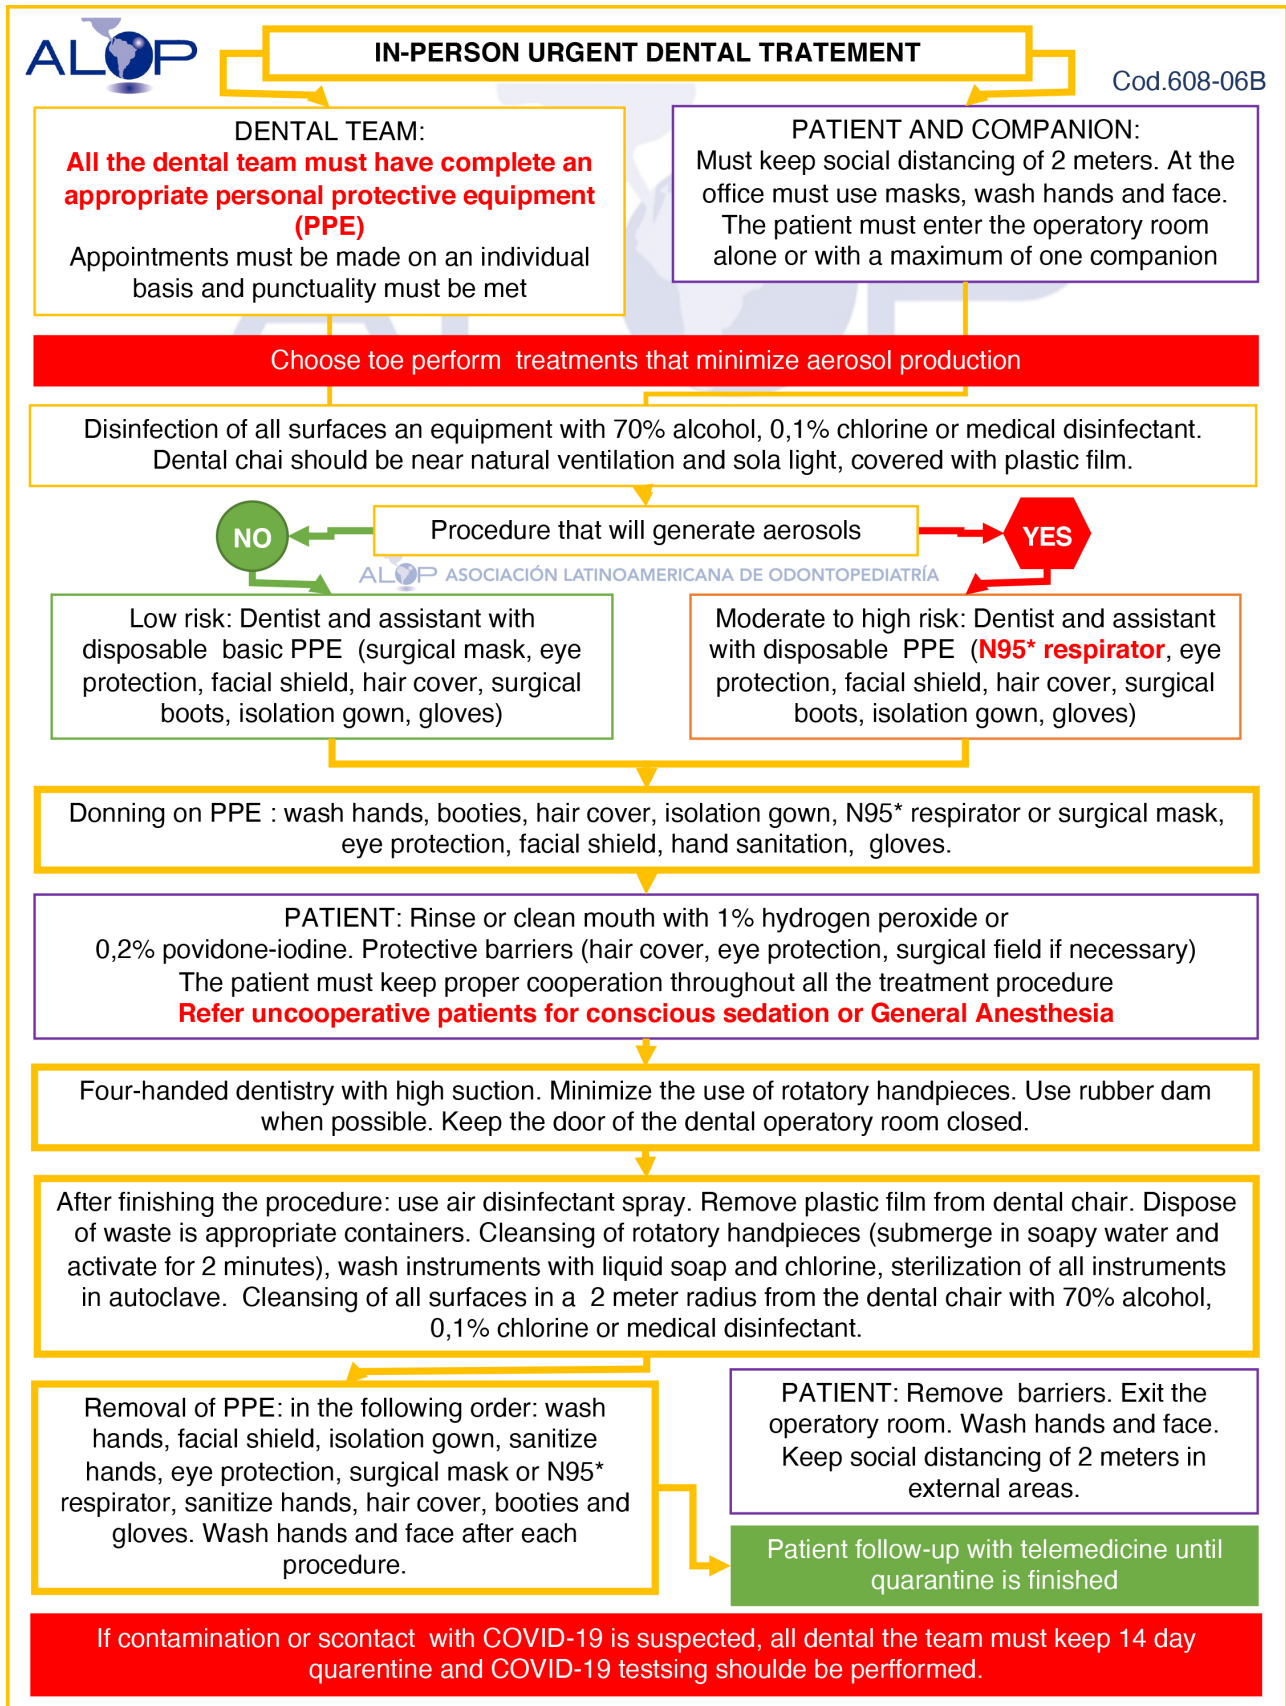 ALOP
IN-PERSON URGENT DENTAL TRATEMENT
Cod.608-06B
DENTAL TEAM:
All the dental team must have complete an
appropriate personal protective equipment
(PPE)
Appointments must be made on an individual
basis and punctuality must be met
PATIENT AND COMPANION:
Must keep social distancing of 2 meters. At the
office must use masks, wash hands and face.
The patient must enter the operatory room
alone or with a maximum of one companion
Choose toe perform treatments that minimize aerosol production
Disinfection of all surfaces an equipment with 70% alcohol, 0,1% chlorine or medical disinfectant.
Dental chai should be near natural ventilation and sola light, covered with plastic film.
NO
Procedure that will generate aerosols
YES
ALOP ASOCIACIÓN LATINOAMERICANA DE ODONTOPEDIATRÍA
Low risk: Dentist and assistant with
disposable basic PPE (surgical mask, eye
protection, facial shield, hair cover, surgical
boots, isolation gown, gloves)
Moderate to high risk: Dentist and assistant
with disposable PPE (N95* respirator, eye
protection, facial shield, hair cover, surgical
boots, isolation gown, gloves)
Donning on PPE : wash hands, booties, hair cover, isolation gown, N95* respirator or surgical mask,
eye protection, facial shield, hand sanitation, gloves.
PATIENT: Rinse or clean mouth with 1% hydrogen peroxide or
0,2% povidone-iodine. Protective barriers (hair cover, eye protection, surgical field if necessary)
The patient must keep proper cooperation throughout all the treatment procedure
Refer uncooperative patients for conscious sedation or General Anesthesia
Four-handed dentistry with high suction. Minimize the use of rotatory handpieces. Use rubber dam
when possible. Keep the door of the dental operatory room closed.
After finishing the procedure: use air disinfectant spray. Remove plastic film from dental chair. Dispose
of waste is appropriate containers. Cleansing of rotatory handpieces (submerge in soapy water and
activate for 2 minutes), wash instruments with liquid soap and chlorine, sterilization of all instruments
in autoclave. Cleansing of all surfaces in a 2 meter radius from the dental chair with 70% alcohol,
0,1% chlorine or medical disinfectant.
Removal of PPE: in the following order: wash
hands, facial shield, isolation gown, sanitize
hands, eye protection, surgical mask or N95*
respirator, sanitize hands, hair cover, booties and
gloves. Wash hands and face after each
procedure.
PATIENT: Remove barriers. Exit the
operatory room. Wash hands and face.
Keep social distancing of 2 meters in
external areas.
Patient follow-up with telemedicine until
quarantine is finished
If contamination or scontact with COVID-19 is suspected, all dental the team must keep 14 day
quarentine and COVID-19 testsing shoulde be perfformed.